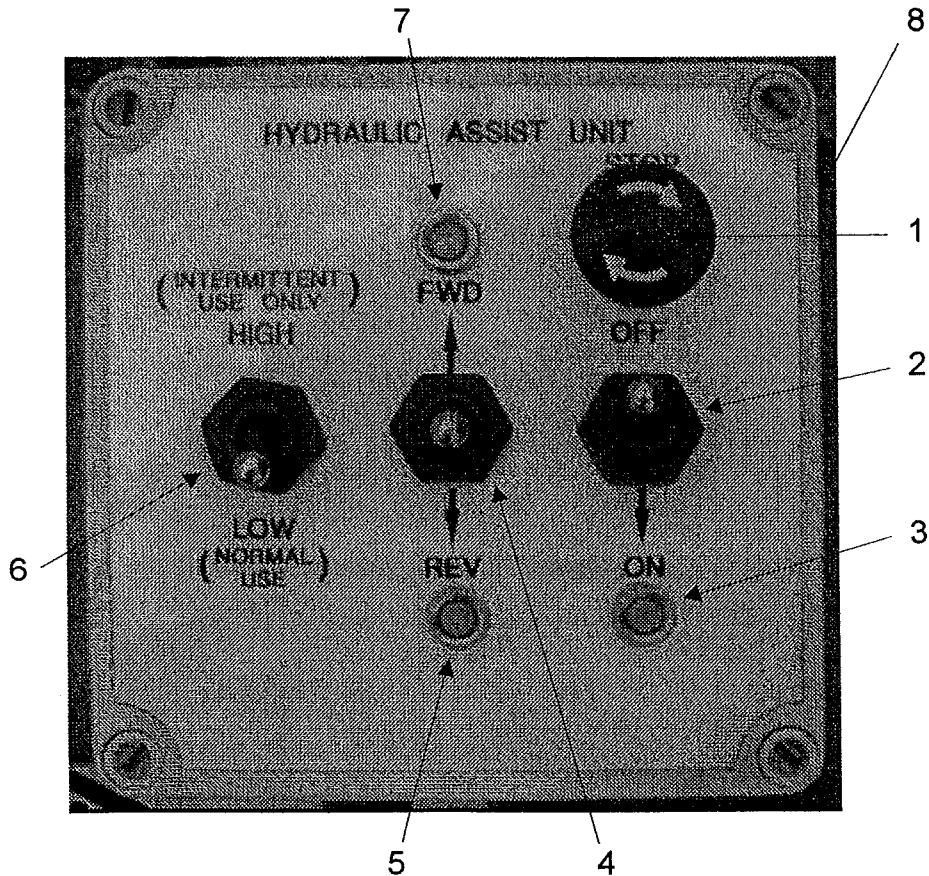 7
8
HYDRAULIC ASSIST UNIT
STOP
1
(INTERMITTENT
USE ONLY)
HIGH
FWD
OFF
2
6
LOW
(NORMAL
USE)
REV
ON
3
5
4